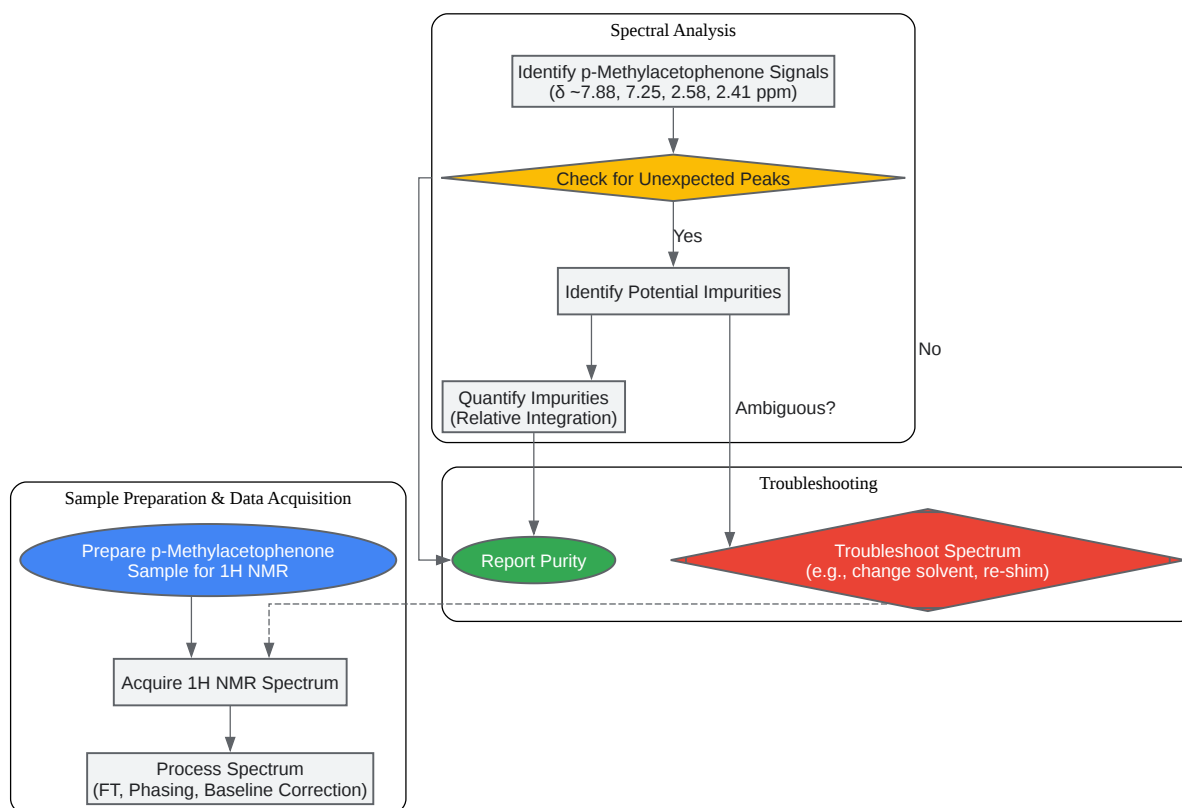 Spectral Analysis
Identify p-Methylacetophenone Signals
(δ ~7.88, 7.25, 2.58, 2.41 ppm)
Check for Unexpected Peaks
Yes
Identify Potential Impurities
No
Quantify Impurities
(Relative Integration)
Ambiguous?
Troubleshooting
Sample Preparation & Data Acquisition
Prepare p-Methylacetophenone
Sample for 1H NMR
Report Purity
Troubleshoot Spectrum
(e.g., change solvent, re-shim)
Acquire 1H NMR Spectrum
Process Spectrum
(FT, Phasing, Baseline Correction)